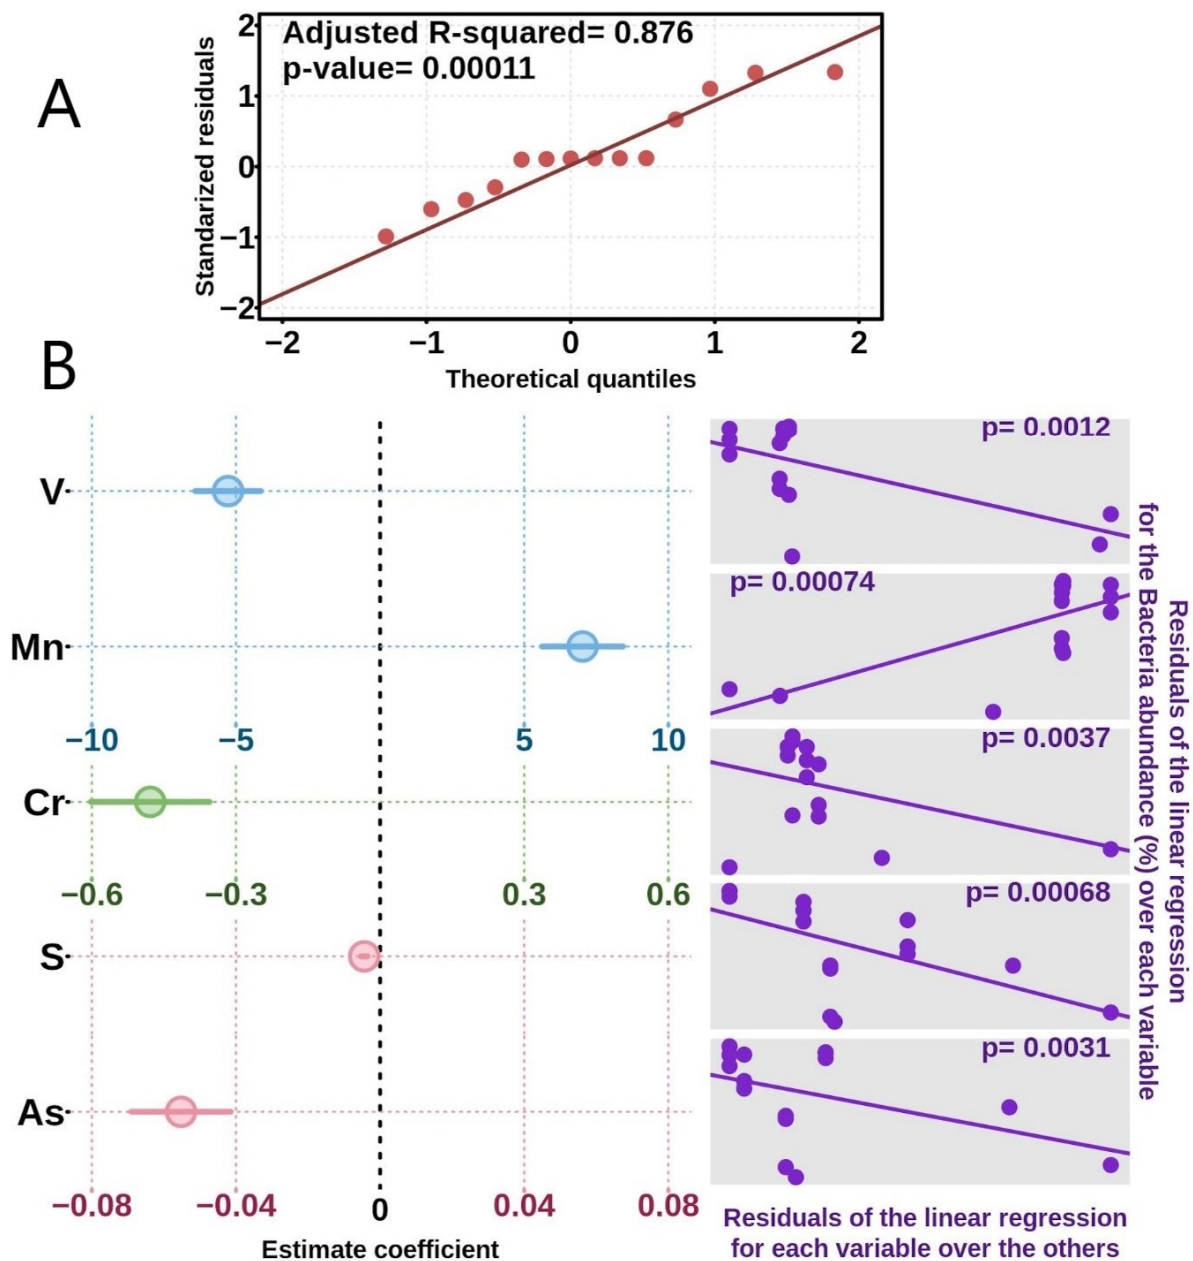 A
Adjusted R-squared= 0.876
p-value= 0.00011
Standarized residuals
2
1
0
−1
−2
−2 −1 0 1 2
Theoretical quantiles
B
V
Mn
−10 −5 5 10
Cr
−0.6 −0.3 0.3 0.6
S
As
−0.08 −0.04 0 0.04 0.08
Estimate coefficient
p= 0.0012
p= 0.00074
p= 0.0037
p= 0.00068
p= 0.0031
Residuals of the linear regression
for the Bacteria abundance (%) over each variable
Residuals of the linear regression
for each variable over the others